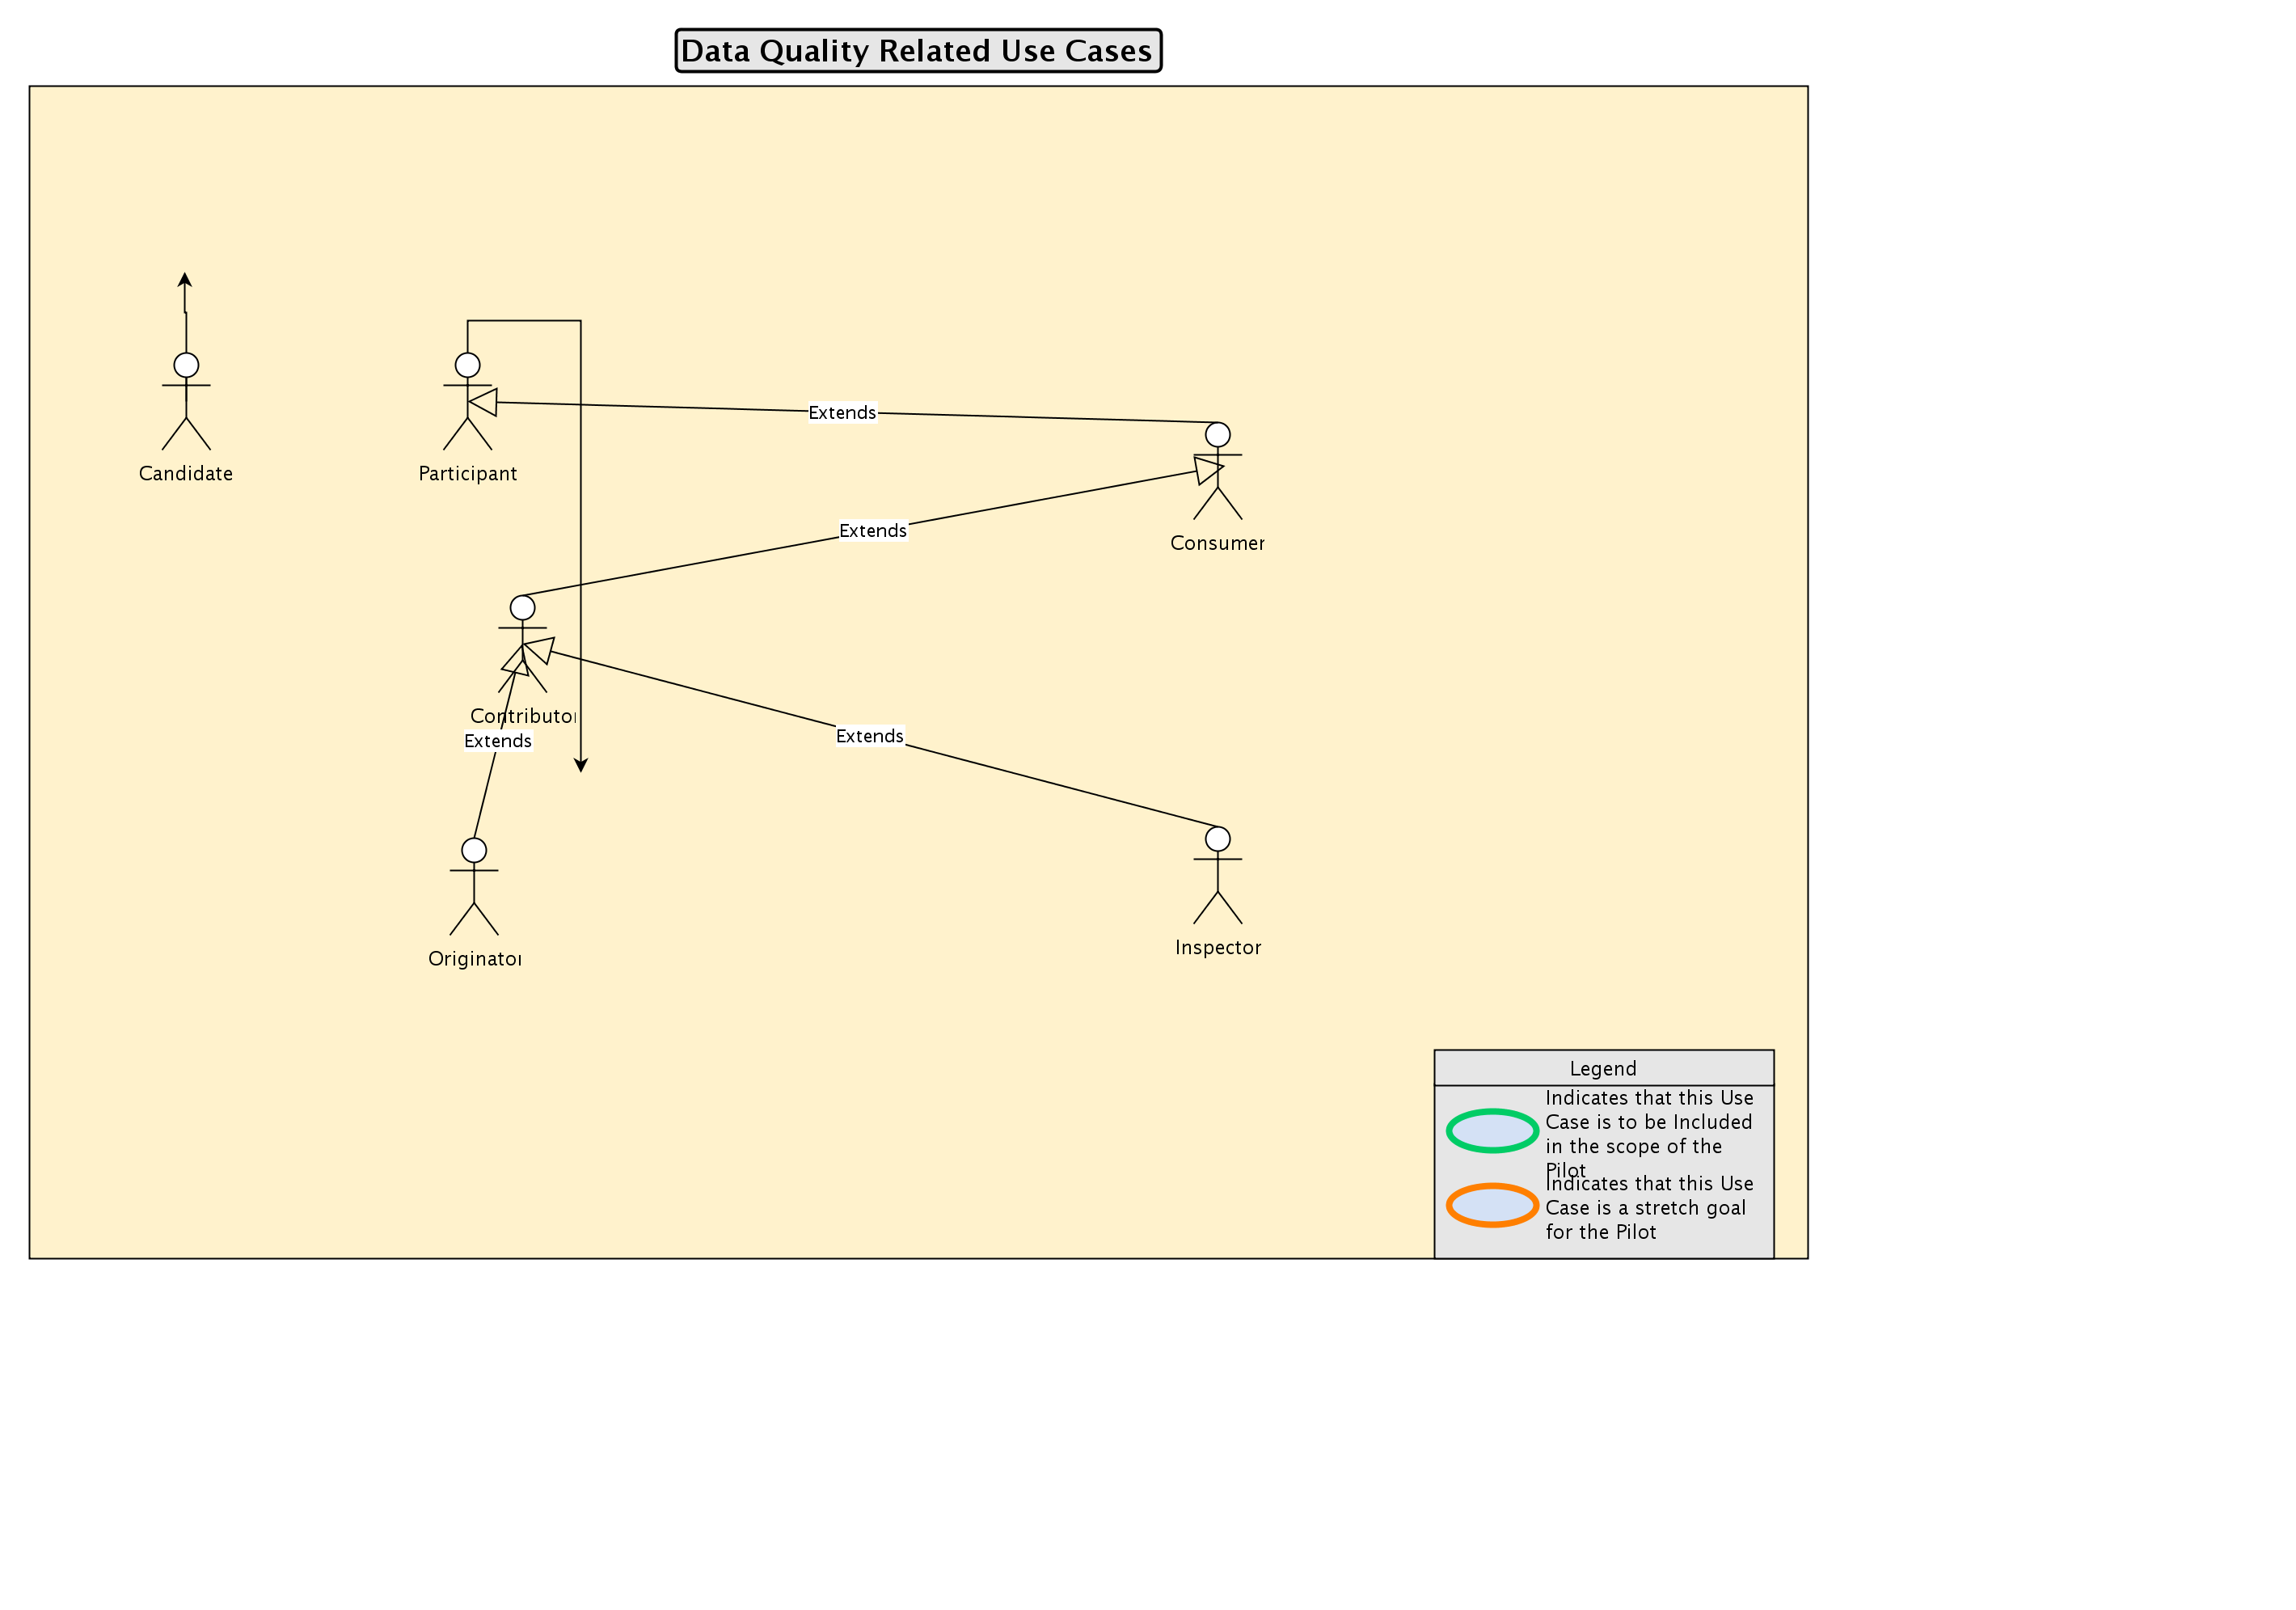 Data Quality Related Use Cases
Extends
Candidate
Participant
Extends
Consumer
Contributor
Extends
Extends
Originator
Inspector
Legend
Indicates that this Use
Case is to be Included
in the scope of the
Pilot
Indicates that this Use
Case is a stretch goal
for the Pilot